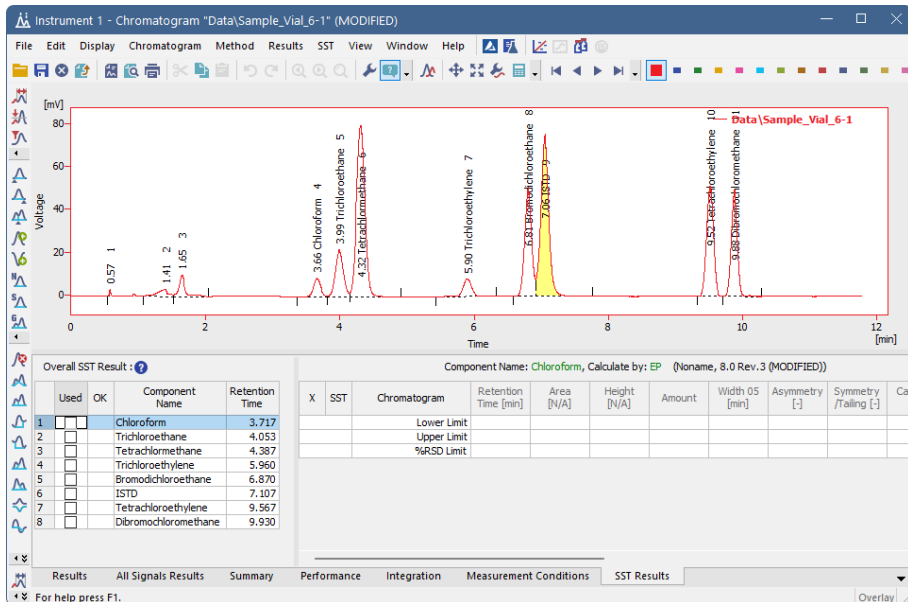 Instrument 1 - Chromatogram "Data\Sample_Vial_6-1" (MODIFIED)
File Edit Display Chromatogram Method Results SST View Window Help
[mV]
80
60
40
20
0
Voltage
0.57 1
1.41 2
1.65 3
3.66 Chloroform 4
3.99 Trichloroethane 5
4.32 Tetrachlormethane 6
5.90 Trichloroethylene 7
6.81 Bromodichloroethane 8
7.06 ISTD 9
9.52 Tetrachloroethylene 10
9.88 Dibromochloromethane 11
Data\Sample_Vial_6-1
0 2 4 6 8 10 12
Time
[min]
Overall SST Result : ?
Used OK Component Name Retention Time
1 Chloroform 3.717
2 Trichloroethane 4.053
3 Tetrachlormethane 4.387
4 Trichloroethylene 5.960
5 Bromodichloroethane 6.870
6 ISTD 7.107
7 Tetrachloroethylene 9.567
8 Dibromochloromethane 9.930
Component Name: Chloroform, Calculate by: EP (Noname, 8.0 Rev.3 (MODIFIED))
X SST Chromatogram Retention Time [min] Area [N/A] Height [N/A] Amount Width 05 [min] Asymmetry [-] Symmetry /Tailing [-] Ca
Lower Limit
Upper Limit
%RSD Limit
Results All Signals Results Summary Performance Integration Measurement Conditions SST Results
For help press F1.
Overlay